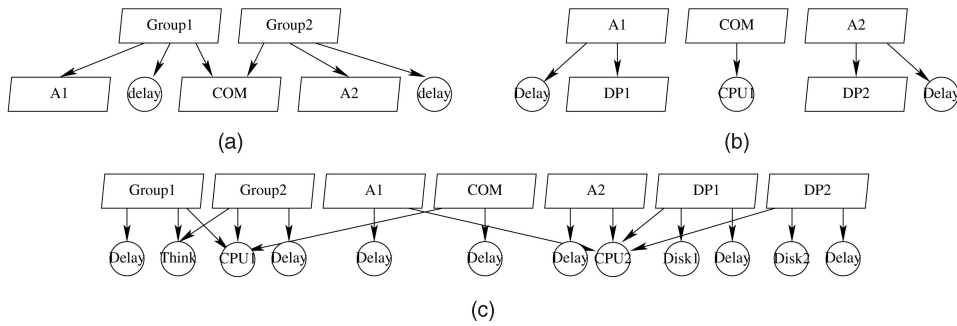 Group1 Group2 A1 COM A2
A1 delay COM A2 delay Delay DP1 CPU1 DP2 Delay
(a) (b)
Group1 Group2 A1 COM A2 DP1 DP2
Delay Think CPU1 Delay Delay Delay Delay CPU2 Disk1 Delay Disk2 Delay
(c)